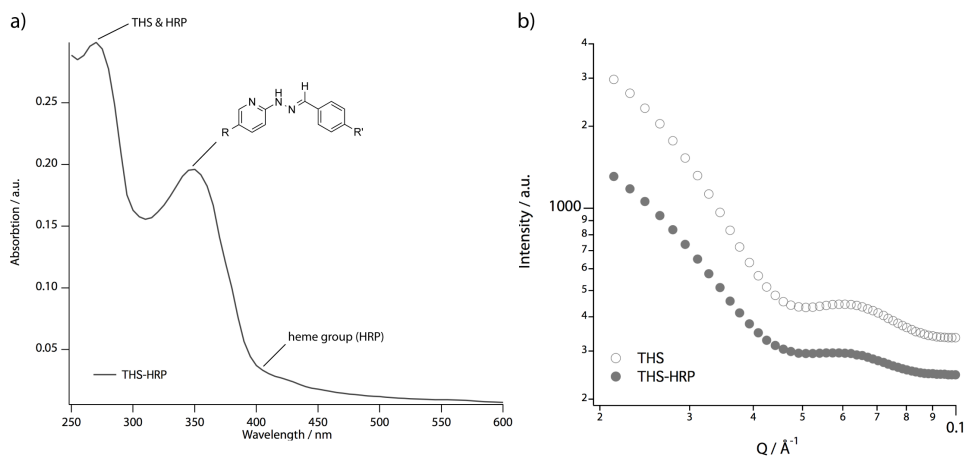 a)
THS & HRP
H
N
N
N
H
R
R'
0.25
0.20
0.15
0.10
0.05
Absorbtion / a.u.
heme group (HRP)
THS-HRP
250
300
350
400
450
500
550
600
Wavelength / nm
b)
4
3
2
1000
9
8
7
6
5
4
3
2
Intensity / a.u.
THS
THS-HRP
2
3
4
5
6
7
8
9
0.1
Q / Å-1